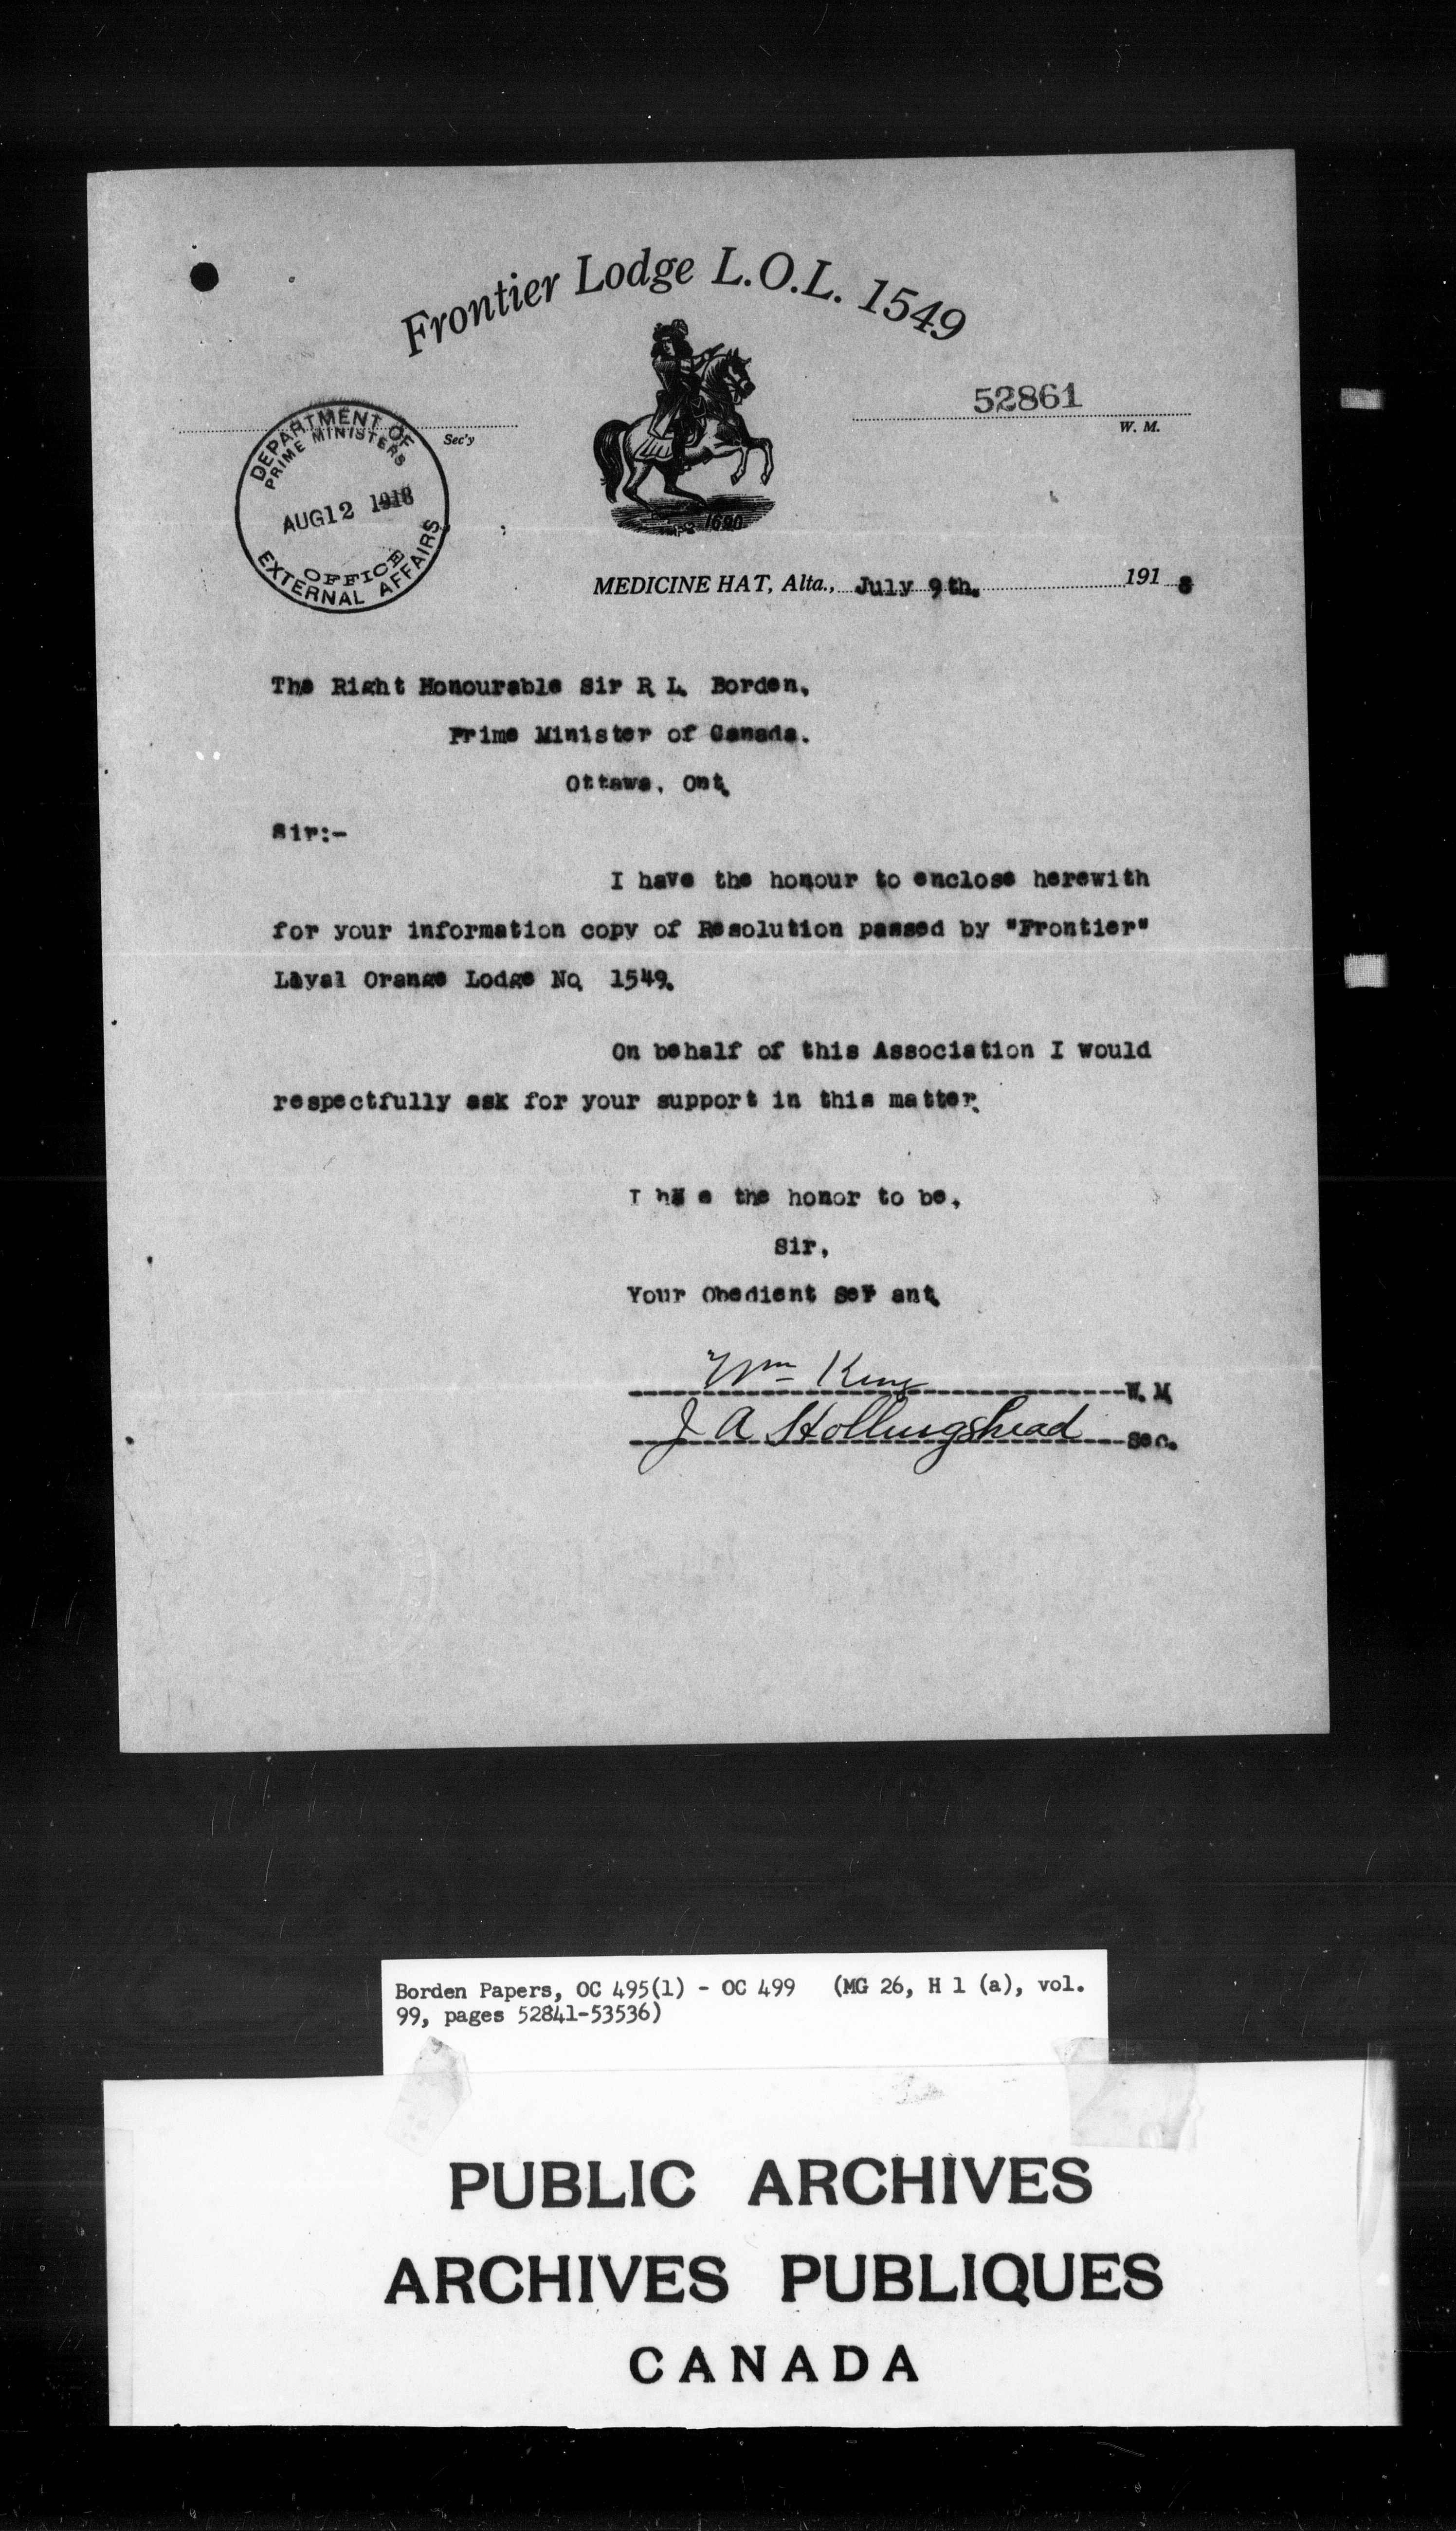 Frontier Lodge L.O.L. 1549
52861
Sec'y
W. M.
DEPARTMENT OF
PRIME MINISTERS
AUG 12 1918
OFFICE
EXTERNAL AFFAIRS
1690
MEDICINE HAT, Alta., July 9th. 1918
The Right Honourable Sir R L. Borden,
Prime Minister of Canada.
Ottawa, Ont.
Sir:-
I have the honour to enclose herewith
for your information copy of Resolution passed by "Frontier"
Loyal Orange Lodge No. 1549.
On behalf of this Association I would
respectfully ask for your support in this matter.
I have the honor to be,
Sir,
Your Obedient Ser ant.
Wm King W. M
J A Hollingshead Sec.
Borden Papers, OC 495(1) - OC 499 (MG 26, H 1 (a), vol.
99, pages 52841-53536)
PUBLIC ARCHIVES
ARCHIVES PUBLIQUES
CANADA